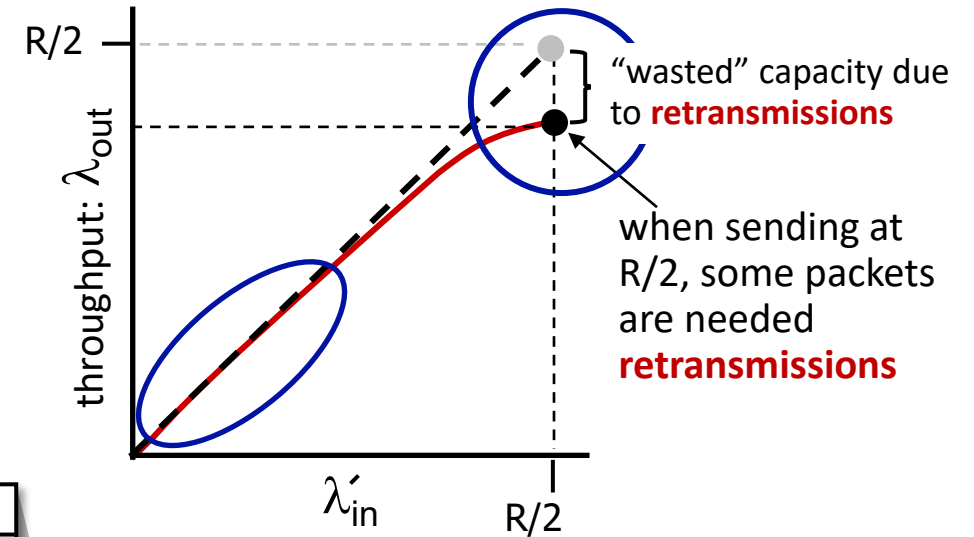 R/2
throughput: λout
λ′in
R/2
“wasted” capacity due
to retransmissions
when sending at
R/2, some packets
are needed
retransmissions